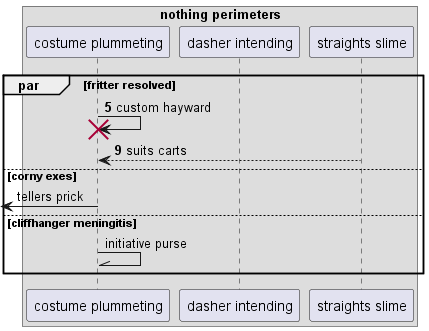 nothing perimeters
costume plummeting dasher intending straights slime
par [fritter resolved]
5 custom hayward
9 suits carts
[corny exes]
tellers prick
[cliffhanger meningitis]
initiative purse
costume plummeting dasher intending straights slime